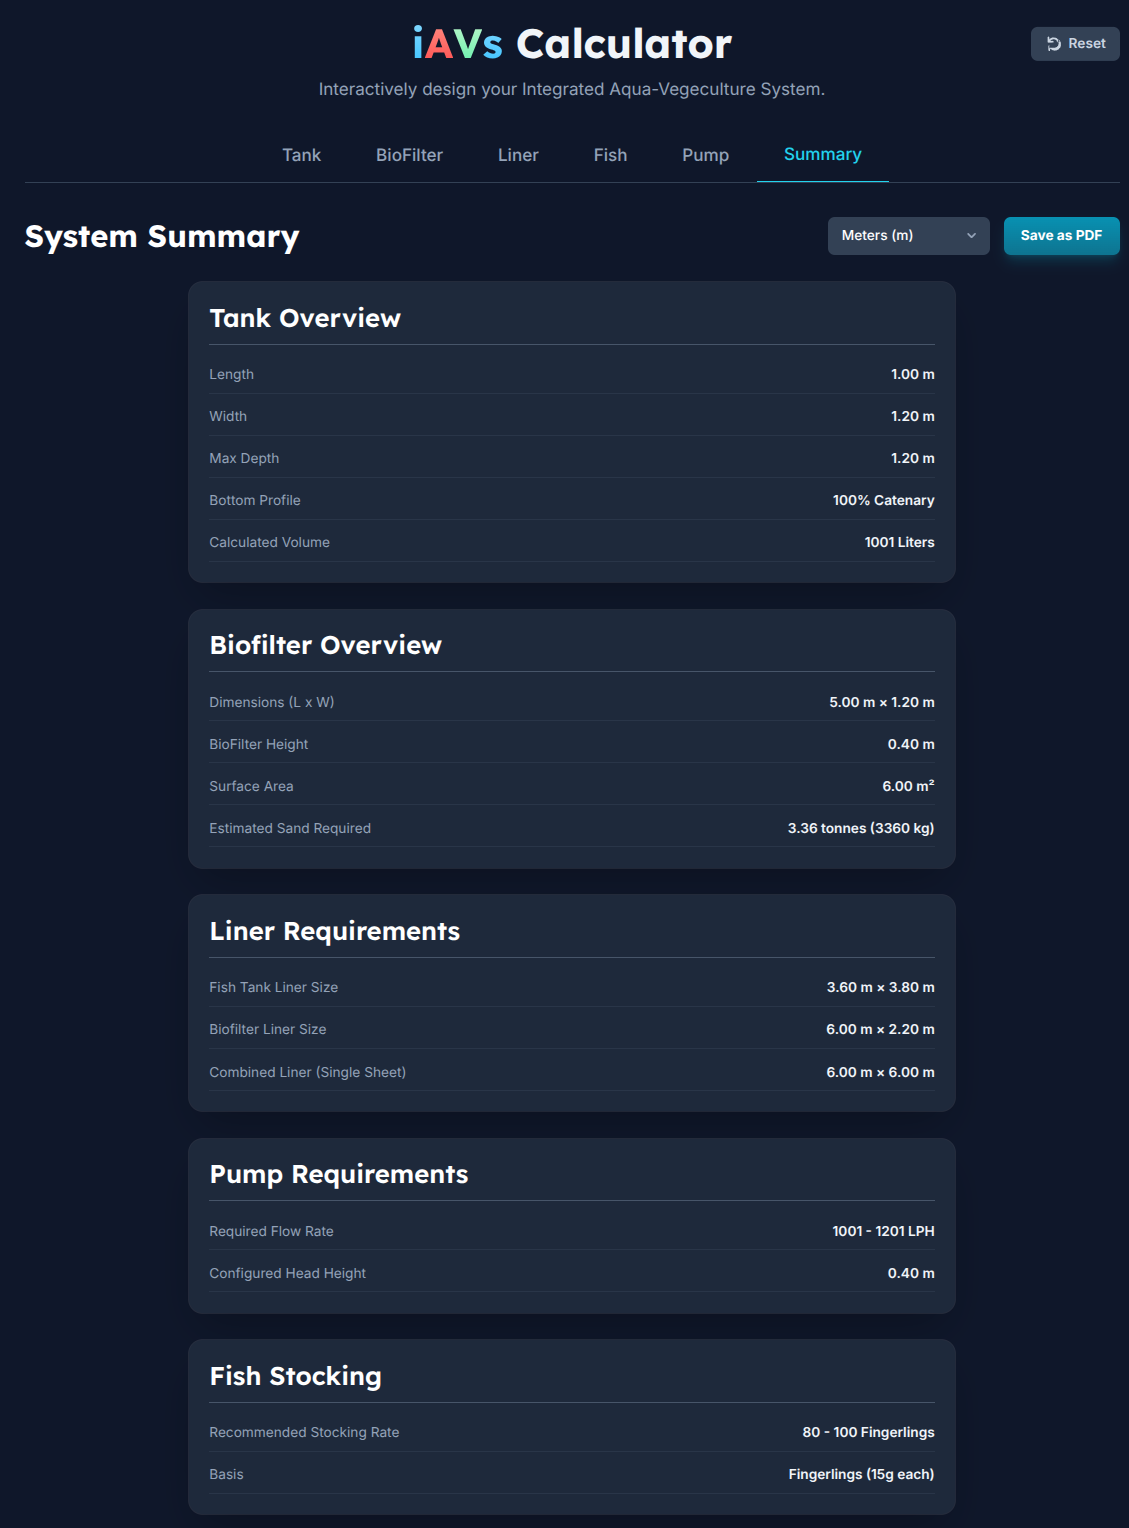 iAVs Calculator
Reset
Interactively design your Integrated Aqua-Vegeculture System.
Tank BioFilter Liner Fish Pump Summary
System Summary
Meters (m)
Save as PDF
Tank Overview
Length 1.00 m
Width 1.20 m
Max Depth 1.20 m
Bottom Profile 100% Catenary
Calculated Volume 1001 Liters
Biofilter Overview
Dimensions (L x W) 5.00 m × 1.20 m
BioFilter Height 0.40 m
Surface Area 6.00 m²
Estimated Sand Required 3.36 tonnes (3360 kg)
Liner Requirements
Fish Tank Liner Size 3.60 m × 3.80 m
Biofilter Liner Size 6.00 m × 2.20 m
Combined Liner (Single Sheet) 6.00 m × 6.00 m
Pump Requirements
Required Flow Rate 1001 - 1201 LPH
Configured Head Height 0.40 m
Fish Stocking
Recommended Stocking Rate 80 - 100 Fingerlings
Basis Fingerlings (15g each)